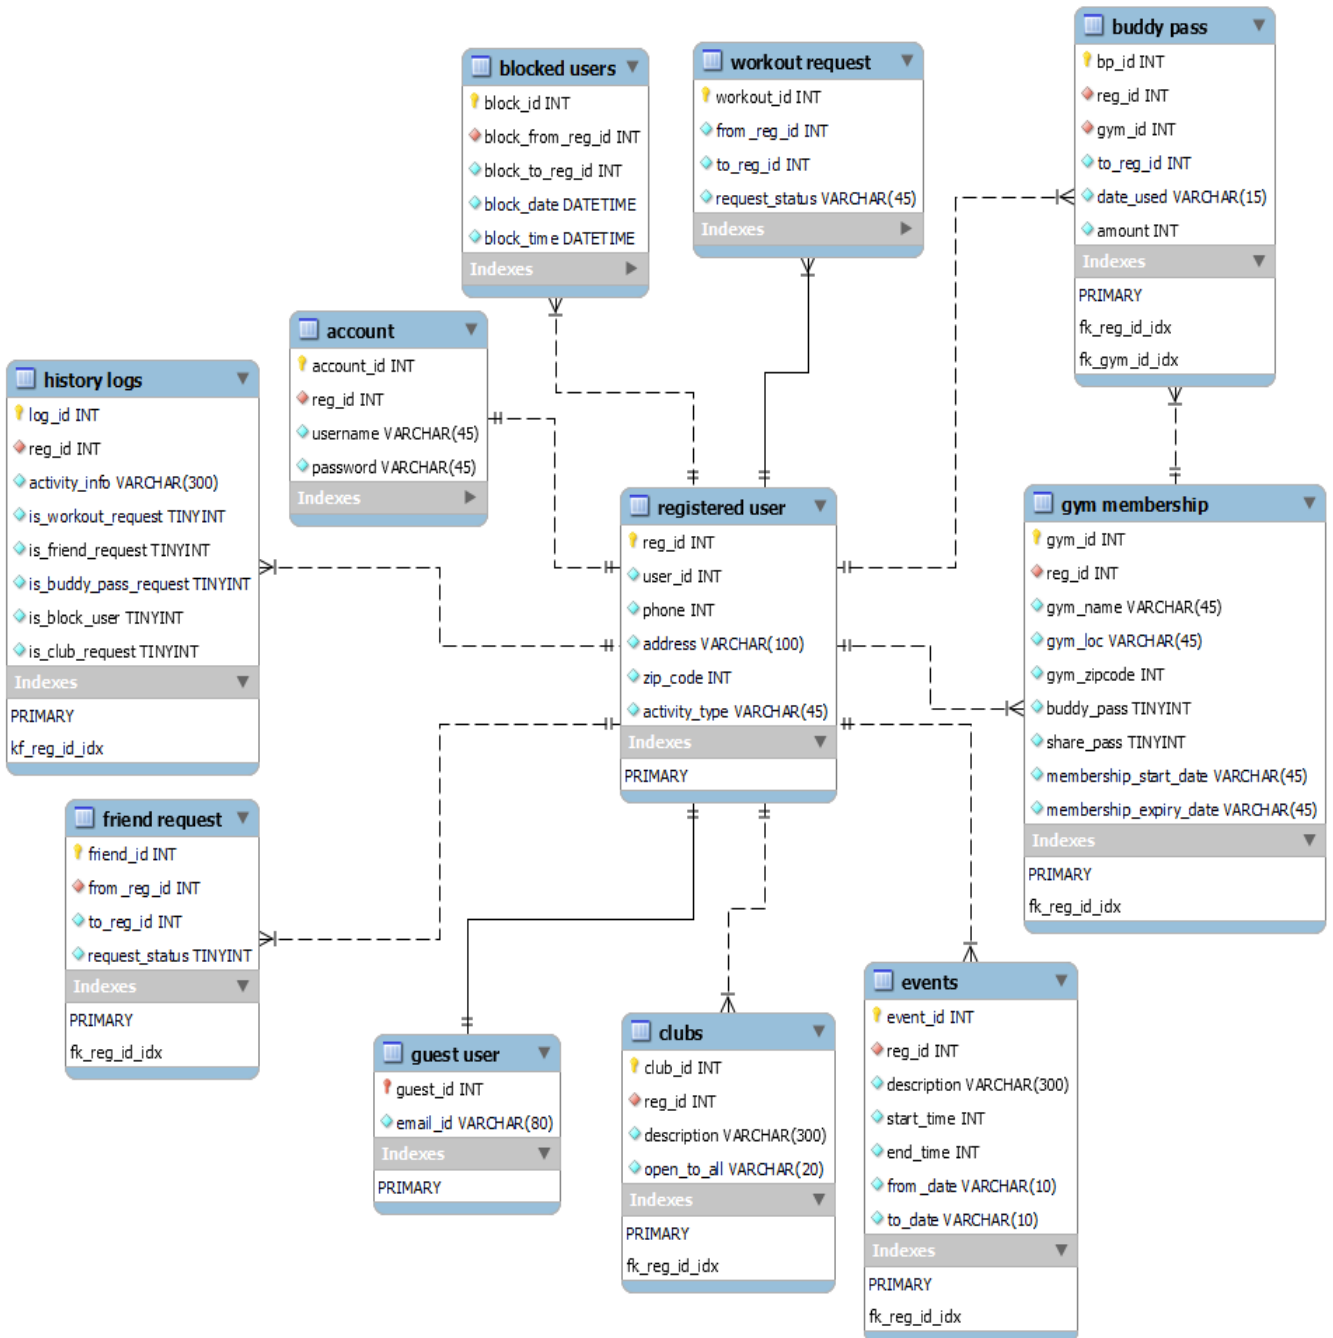 buddy pass
bp_id INT
reg_id INT
gym_id INT
to_reg_id INT
date_used VARCHAR(15)
amount INT
Indexes
PRIMARY
fk_reg_id_idx
fk_gym_id_idx
workout request
workout_id INT
from_reg_id INT
to_reg_id INT
request_status VARCHAR(45)
Indexes
blocked users
block_id INT
block_from_reg_id INT
block_to_reg_id INT
block_date DATETIME
block_time DATETIME
Indexes
account
account_id INT
reg_id INT
username VARCHAR(45)
password VARCHAR(45)
Indexes
history logs
log_id INT
reg_id INT
activity_info VARCHAR(300)
is_workout_request TINYINT
is_friend_request TINYINT
is_buddy_pass_request TINYINT
is_block_user TINYINT
is_club_request TINYINT
Indexes
PRIMARY
kf_reg_id_idx
registered user
reg_id INT
user_id INT
phone INT
address VARCHAR(100)
zip_code INT
activity_type VARCHAR(45)
Indexes
PRIMARY
gym membership
gym_id INT
reg_id INT
gym_name VARCHAR(45)
gym_loc VARCHAR(45)
gym_zipcode INT
buddy_pass TINYINT
share_pass TINYINT
membership_start_date VARCHAR(45)
membership_expiry_date VARCHAR(45)
Indexes
PRIMARY
fk_reg_id_idx
friend request
friend_id INT
from_reg_id INT
to_reg_id INT
request_status TINYINT
Indexes
PRIMARY
fk_reg_id_idx
guest user
guest_id INT
email_id VARCHAR(80)
Indexes
PRIMARY
clubs
club_id INT
reg_id INT
description VARCHAR(300)
open_to_all VARCHAR(20)
Indexes
PRIMARY
fk_reg_id_idx
events
event_id INT
reg_id INT
description VARCHAR(300)
start_time INT
end_time INT
from_date VARCHAR(10)
to_date VARCHAR(10)
Indexes
PRIMARY
fk_reg_id_idx